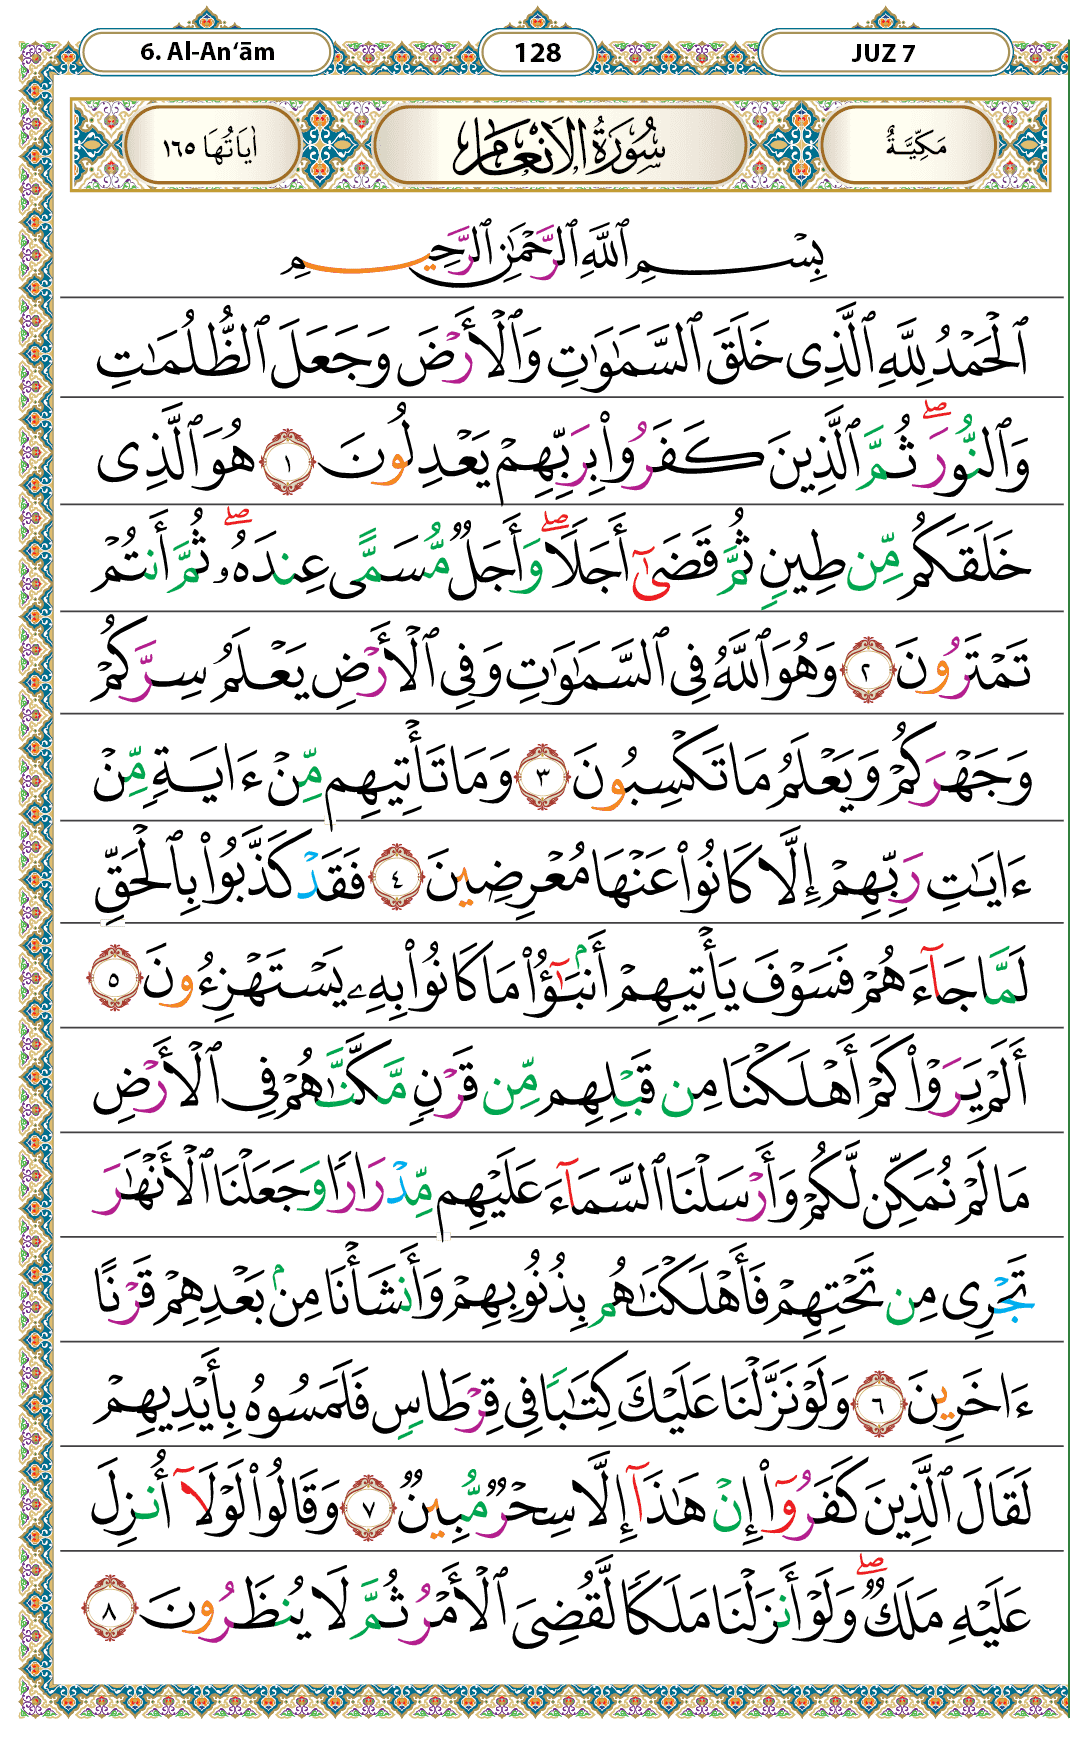 6. Al-An‘ām 128 JUZ 7
مَكِّيَّةٌ سُورَةُ الأَنْعَامِ اٰيَاتُهَا ١٦٥
بِسْمِ ٱللَّهِ ٱلرَّحْمَٰنِ ٱلرَّحِيمِ
ٱلْحَمْدُ لِلَّهِ ٱلَّذِى خَلَقَ ٱلسَّمَٰوَٰتِ وَٱلْأَرْضَ وَجَعَلَ ٱلظُّلُمَٰتِ
وَٱلنُّورَ ۖ ثُمَّ ٱلَّذِينَ كَفَرُوا۟ بِرَبِّهِمْ يَعْدِلُونَ ١ هُوَ ٱلَّذِى
خَلَقَكُم مِّن طِينٍ ثُمَّ قَضَىٰٓ أَجَلًا ۖ وَأَجَلٌ مُّسَمًّى عِندَهُۥ ۖ ثُمَّ أَنتُمْ
تَمْتَرُونَ ٢ وَهُوَ ٱللَّهُ فِى ٱلسَّمَٰوَٰتِ وَفِى ٱلْأَرْضِ يَعْلَمُ سِرَّكُمْ
وَجَهْرَكُمْ وَيَعْلَمُ مَا تَكْسِبُونَ ٣ وَمَا تَأْتِيهِم مِّنْ ءَايَةٍ مِّنْ
ءَايَٰتِ رَبِّهِمْ إِلَّا كَانُوا۟ عَنْهَا مُعْرِضِينَ ٤ فَقَدْ كَذَّبُوا۟ بِٱلْحَقِّ
لَمَّا جَآءَهُمْ فَسَوْفَ يَأْتِيهِمْ أَنۢبَٰٓؤُا۟ مَا كَانُوا۟ بِهِۦ يَسْتَهْزِءُونَ ٥
أَلَمْ يَرَوْا۟ كَمْ أَهْلَكْنَا مِن قَبْلِهِم مِّن قَرْنٍ مَّكَّنَّٰهُمْ فِى ٱلْأَرْضِ
مَا لَمْ نُمَكِّن لَّكُمْ وَأَرْسَلْنَا ٱلسَّمَآءَ عَلَيْهِم مِّدْرَارًا وَجَعَلْنَا ٱلْأَنْهَٰرَ
تَجْرِى مِن تَحْتِهِمْ فَأَهْلَكْنَٰهُم بِذُنُوبِهِمْ وَأَنشَأْنَا مِنۢ بَعْدِهِمْ قَرْنًا
ءَاخَرِينَ ٦ وَلَوْ نَزَّلْنَا عَلَيْكَ كِتَٰبًا فِى قِرْطَاسٍ فَلَمَسُوهُ بِأَيْدِيهِمْ
لَقَالَ ٱلَّذِينَ كَفَرُوٓا۟ إِنْ هَٰذَآ إِلَّا سِحْرٌ مُّبِينٌ ٧ وَقَالُوا۟ لَوْلَآ أُنزِلَ
عَلَيْهِ مَلَكٌ ۖ وَلَوْ أَنزَلْنَا مَلَكًا لَّقُضِىَ ٱلْأَمْرُ ثُمَّ لَا يُنظَرُونَ ٨